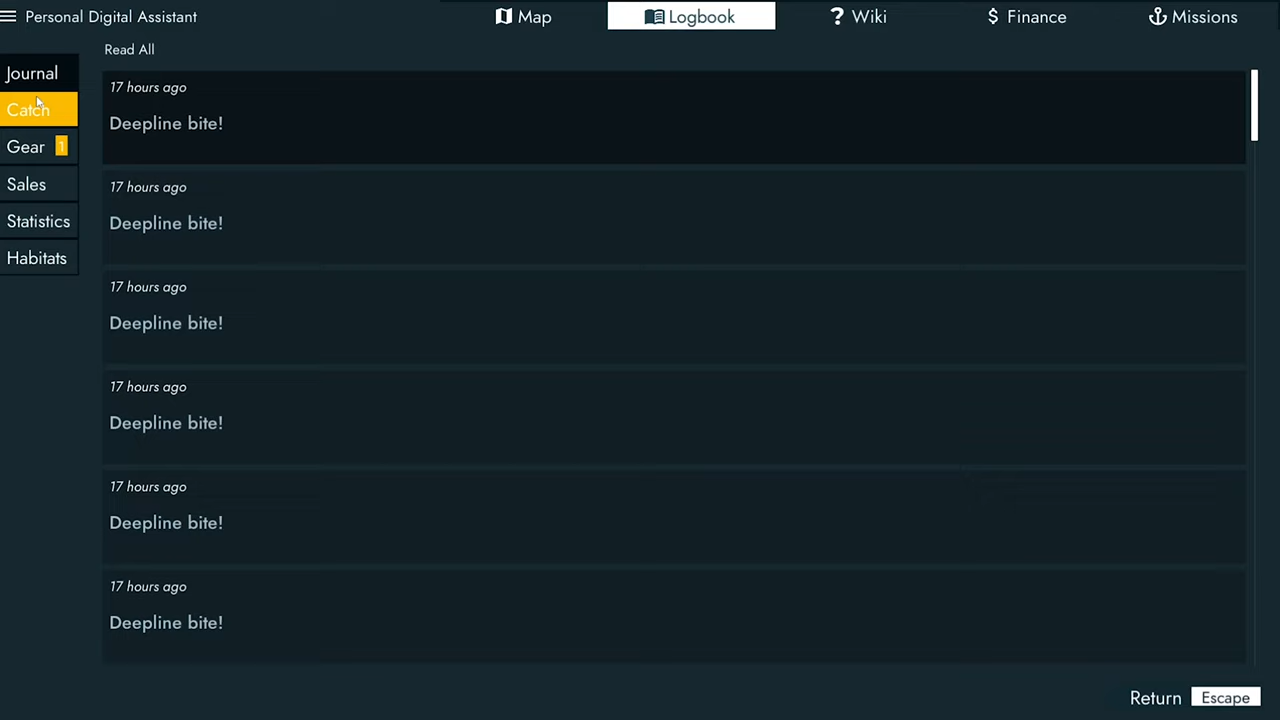 Personal Digital Assistant
Map
Logbook
? Wiki
$ Finance
Missions
Read All
Journal
Catch
Gear 1
Sales
Statistics
Habitats
17 hours ago
Deepline bite!
17 hours ago
Deepline bite!
17 hours ago
Deepline bite!
17 hours ago
Deepline bite!
17 hours ago
Deepline bite!
17 hours ago
Deepline bite!
Return Escape